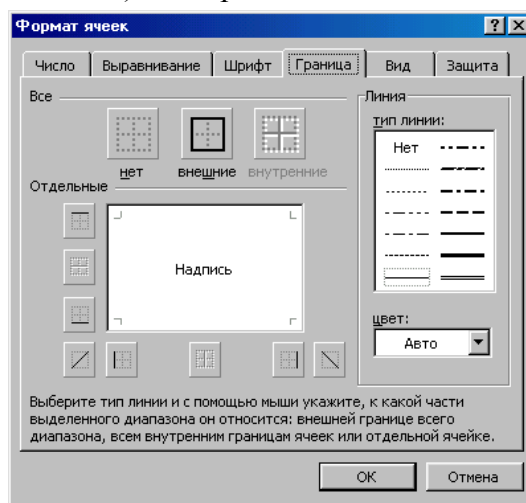 Формат ячеек
Число Выравнивание Шрифт Граница Вид Защита
Все
Линия
тип линии:
Нет
нет внешние внутренние
Отдельные
Надпись
цвет:
Авто
Выберите тип линии и с помощью мыши укажите, к какой части
выделенного диапазона он относится: внешней границе всего
диапазона, всем внутренним границам ячеек или отдельной ячейке.
ОК Отмена